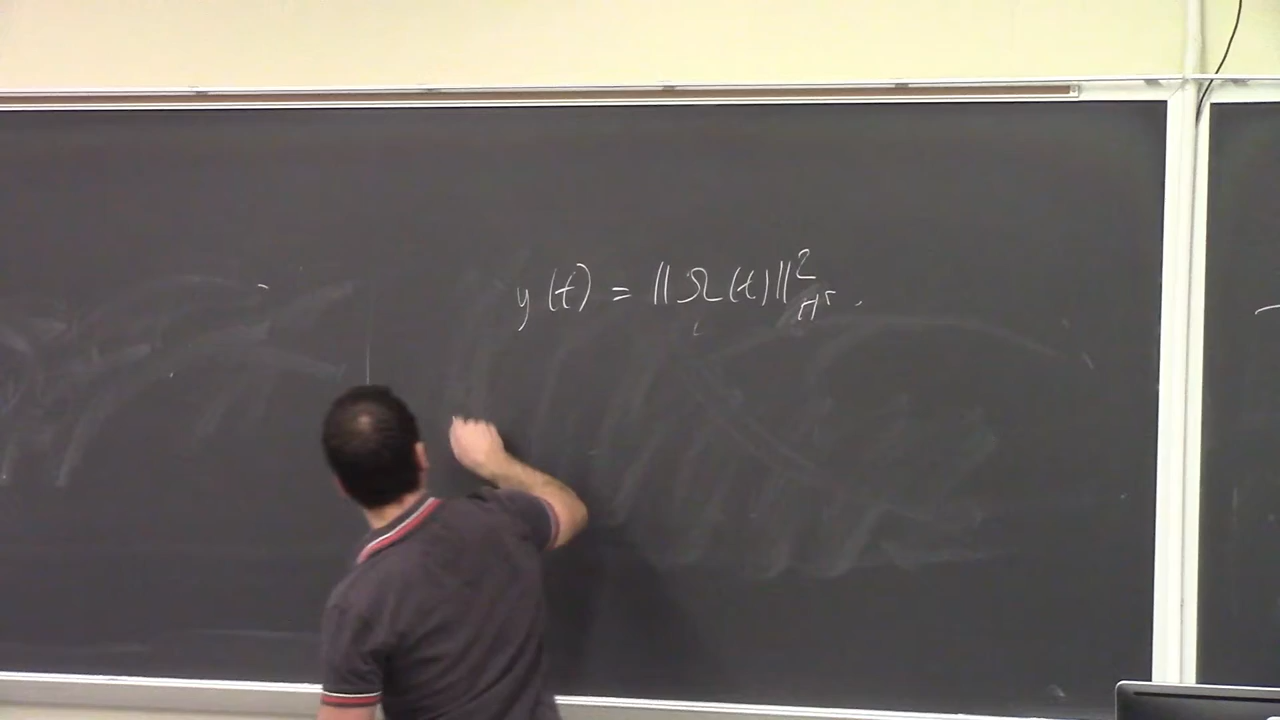 y(t) = ||Ω(t)||²_{H^s}.